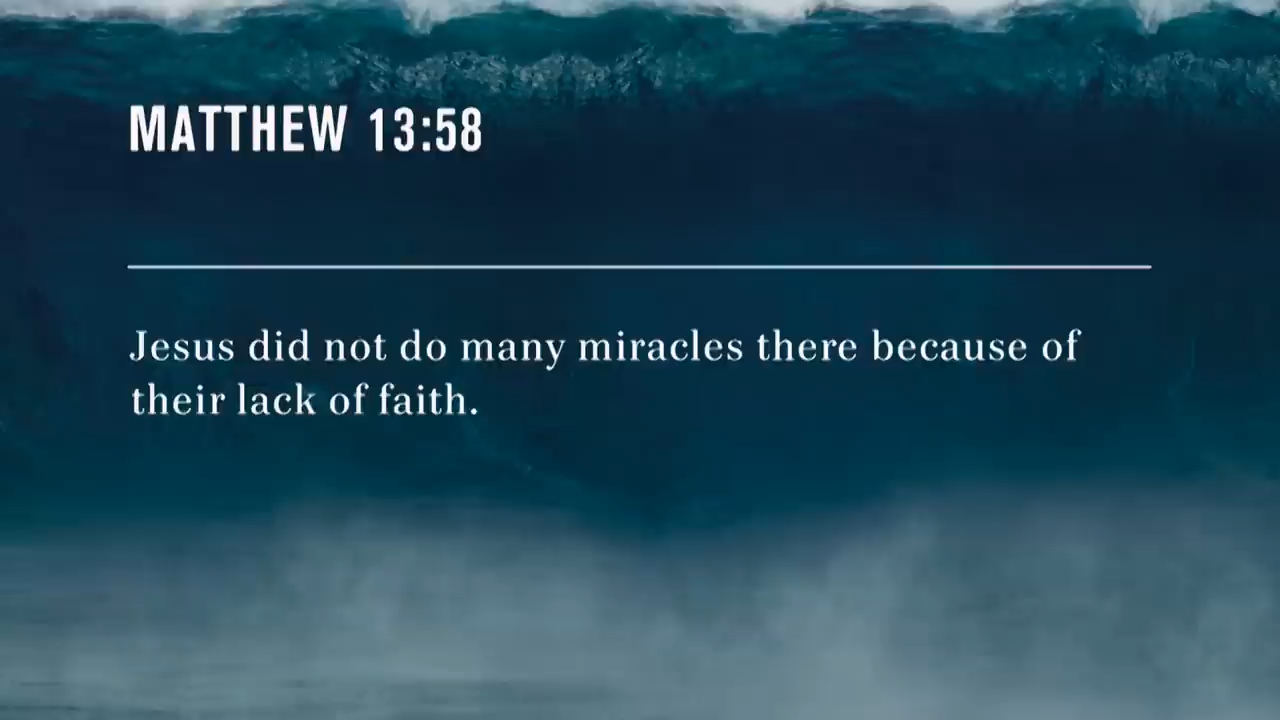 MATTHEW 13:58
Jesus did not do many miracles there because of
their lack of faith.